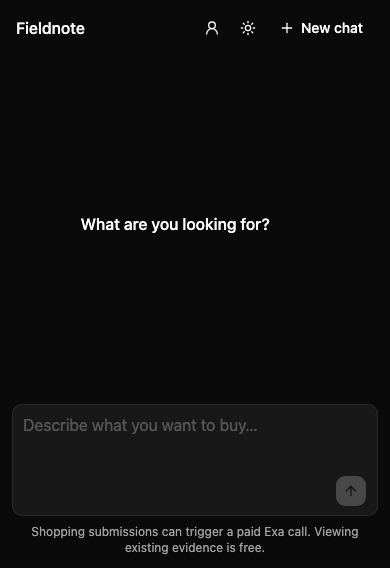 Fieldnote
New chat
What are you looking for?
Describe what you want to buy...
Shopping submissions can trigger a paid Exa call. Viewing
existing evidence is free.